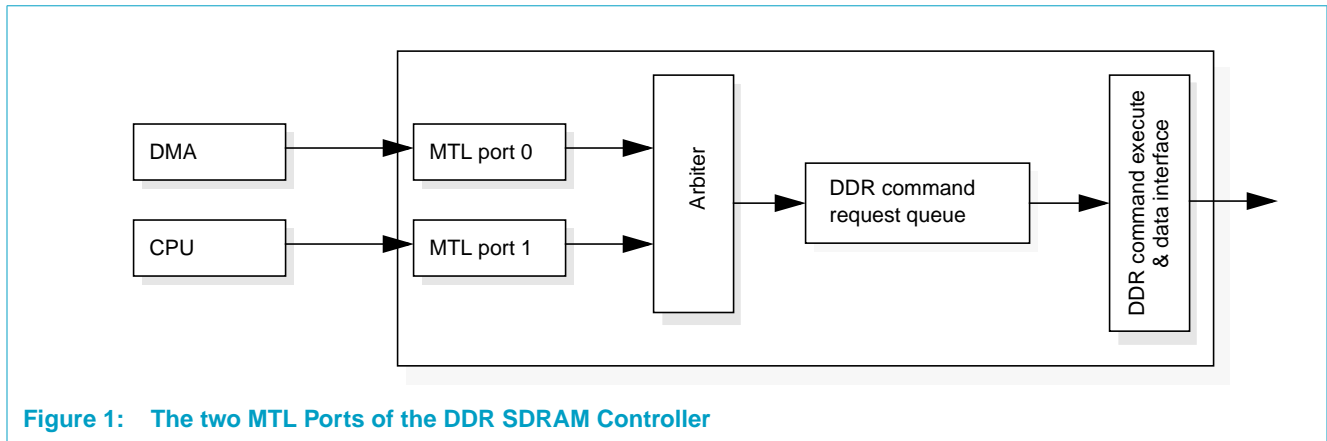 DMA
MTL port 0
CPU
MTL port 1
Arbiter
DDR command
request queue
DDR command execute
& data interface
Figure 1: The two MTL Ports of the DDR SDRAM Controller